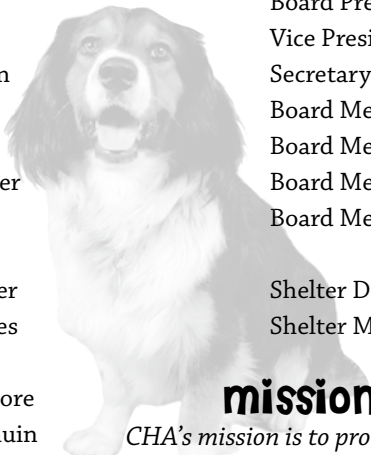 Board Pre
Vice Presi
n Secretary
Board Me
Board Me
er Board Me
Board Me
er Shelter D
es Shelter M
ore mission
uin CHA's mission is to pro